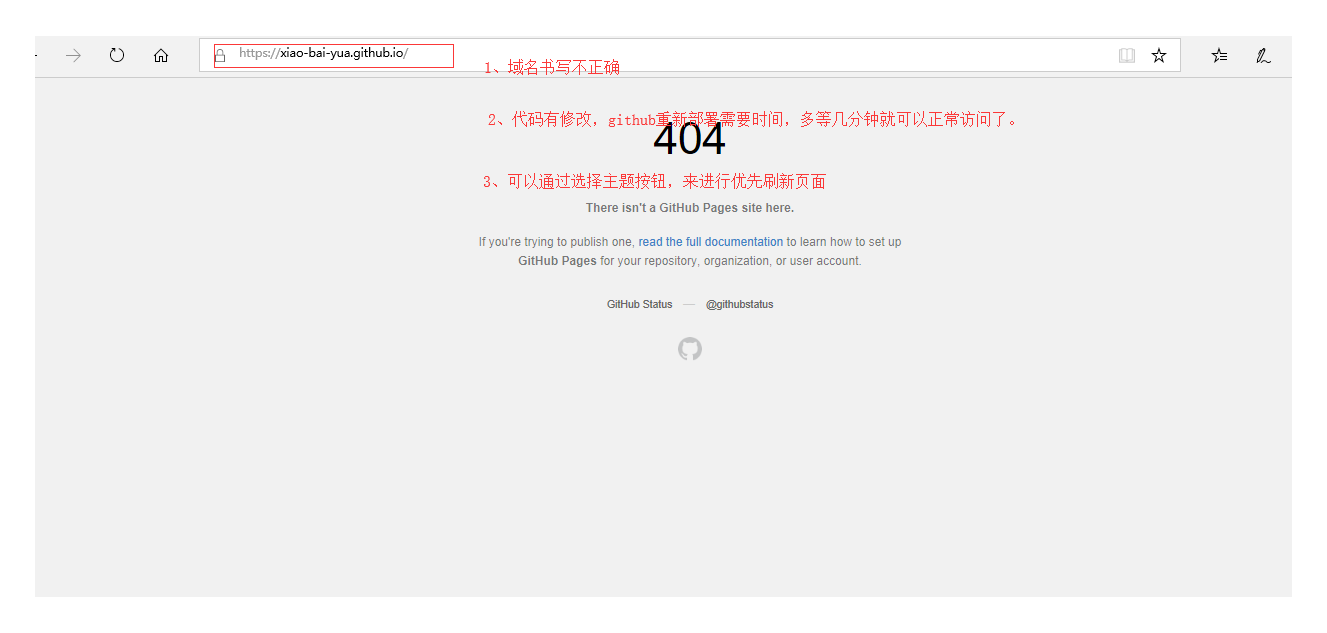 https://xiao-bai-yua.github.io/
1、域名书写不正确
2、代码有修改，github重新部署需要时间，多等几分钟就可以正常访问了。
404
3、可以通过选择主题按钮，来进行优先刷新页面
There isn't a GitHub Pages site here.
If you're trying to publish one, read the full documentation to learn how to set up
GitHub Pages for your repository, organization, or user account.
GitHub Status — @githubstatus